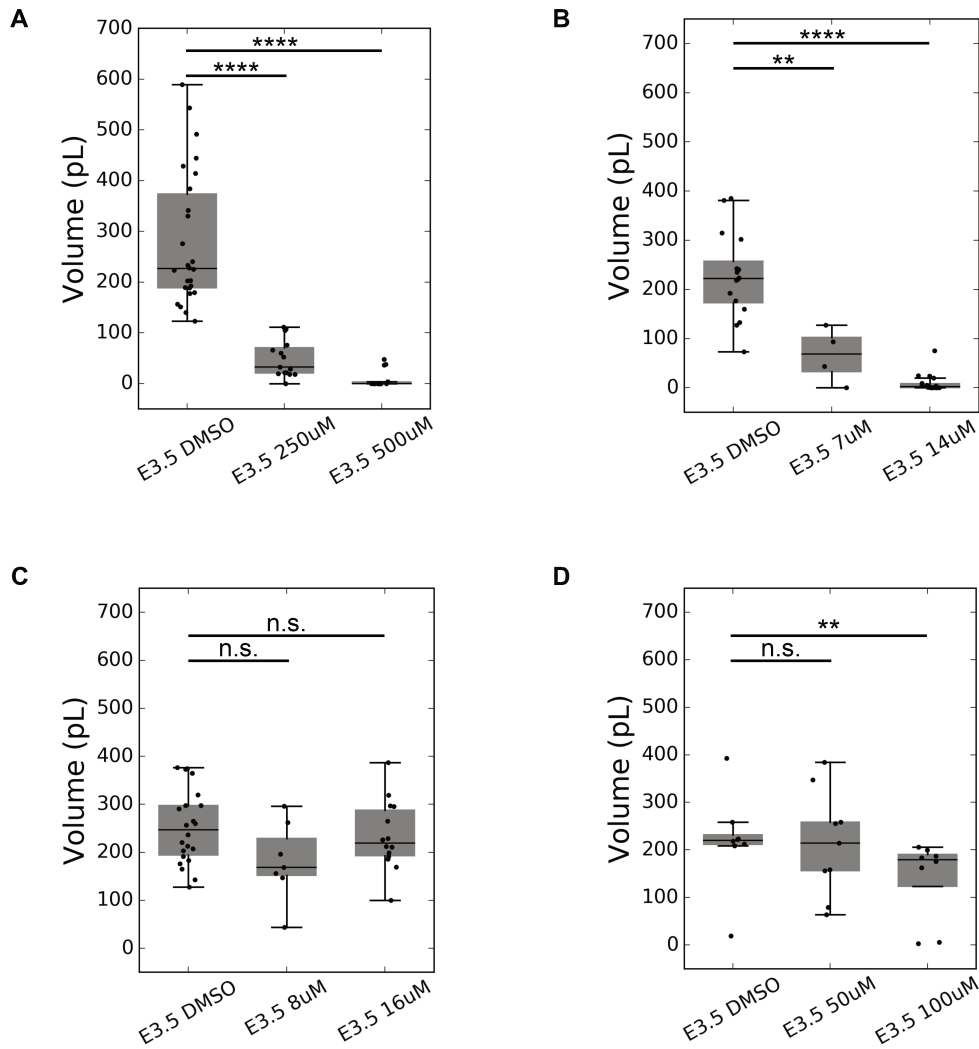 A
Volume (pL)
700
600
500
400
300
200
100
0
****
****
E3.5 DMSO
E3.5 250uM
E3.5 500uM
B
Volume (pL)
700
600
500
400
300
200
100
0
****
**
E3.5 DMSO
E3.5 7uM
E3.5 14uM
C
Volume (pL)
700
600
500
400
300
200
100
0
n.s.
n.s.
E3.5 DMSO
E3.5 8uM
E3.5 16uM
D
Volume (pL)
700
600
500
400
300
200
100
0
**
n.s.
E3.5 DMSO
E3.5 50uM
E3.5 100uM